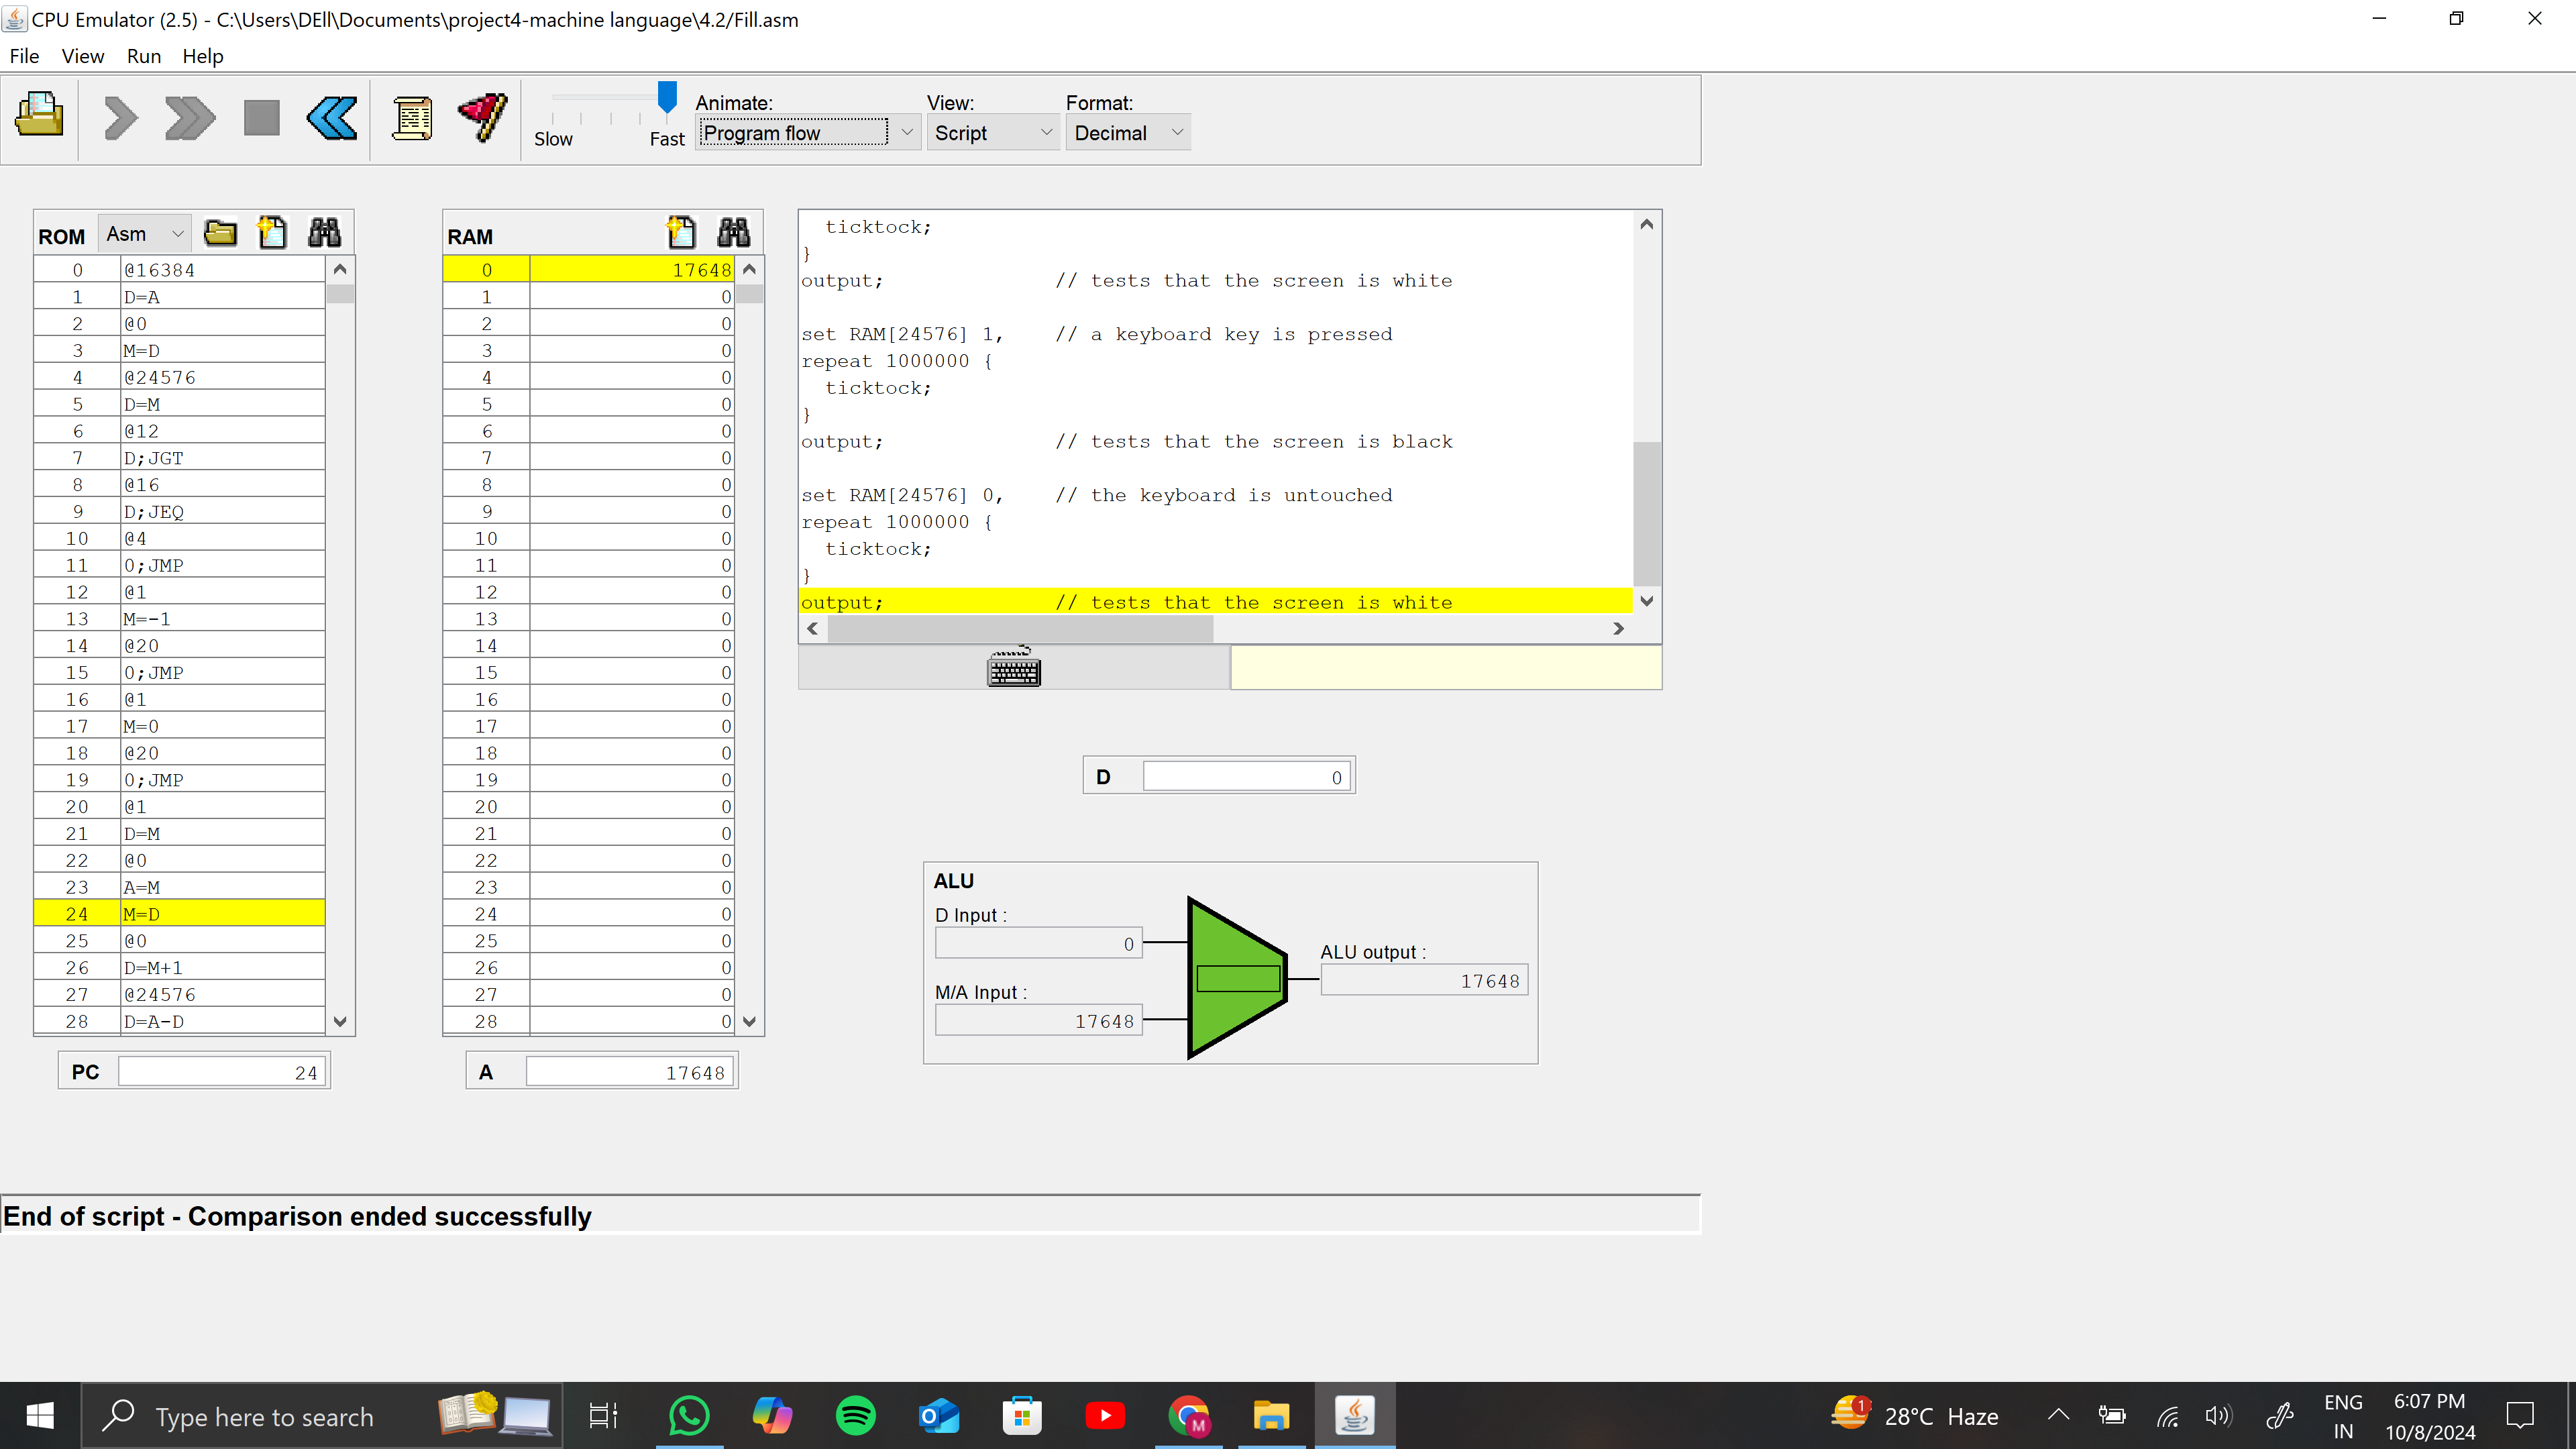 CPU Emulator (2.5) - C:\Users\DEll\Documents\project4-machine language\4.2/Fill.asm
File View Run Help
Slow Fast
Animate:
Program flow
View:
Script
Format:
Decimal
ROM Asm
0 @16384
1 D=A
2 @0
3 M=D
4 @24576
5 D=M
6 @12
7 D;JGT
8 @16
9 D;JEQ
10 @4
11 0;JMP
12 @1
13 M=-1
14 @20
15 0;JMP
16 @1
17 M=0
18 @20
19 0;JMP
20 @1
21 D=M
22 @0
23 A=M
24 M=D
25 @0
26 D=M+1
27 @24576
28 D=A-D
PC 24
RAM
0 17648
1 0
2 0
3 0
4 0
5 0
6 0
7 0
8 0
9 0
10 0
11 0
12 0
13 0
14 0
15 0
16 0
17 0
18 0
19 0
20 0
21 0
22 0
23 0
24 0
25 0
26 0
27 0
28 0
A 17648
ticktock;
}
output; // tests that the screen is white
set RAM[24576] 1, // a keyboard key is pressed
repeat 1000000 {
ticktock;
}
output; // tests that the screen is black
set RAM[24576] 0, // the keyboard is untouched
repeat 1000000 {
ticktock;
}
output; // tests that the screen is white
D 0
ALU
D Input :
0
M/A Input :
17648
ALU output :
17648
End of script - Comparison ended successfully
Type here to search
M
1
28°C Haze
ENG
IN
6:07 PM
10/8/2024